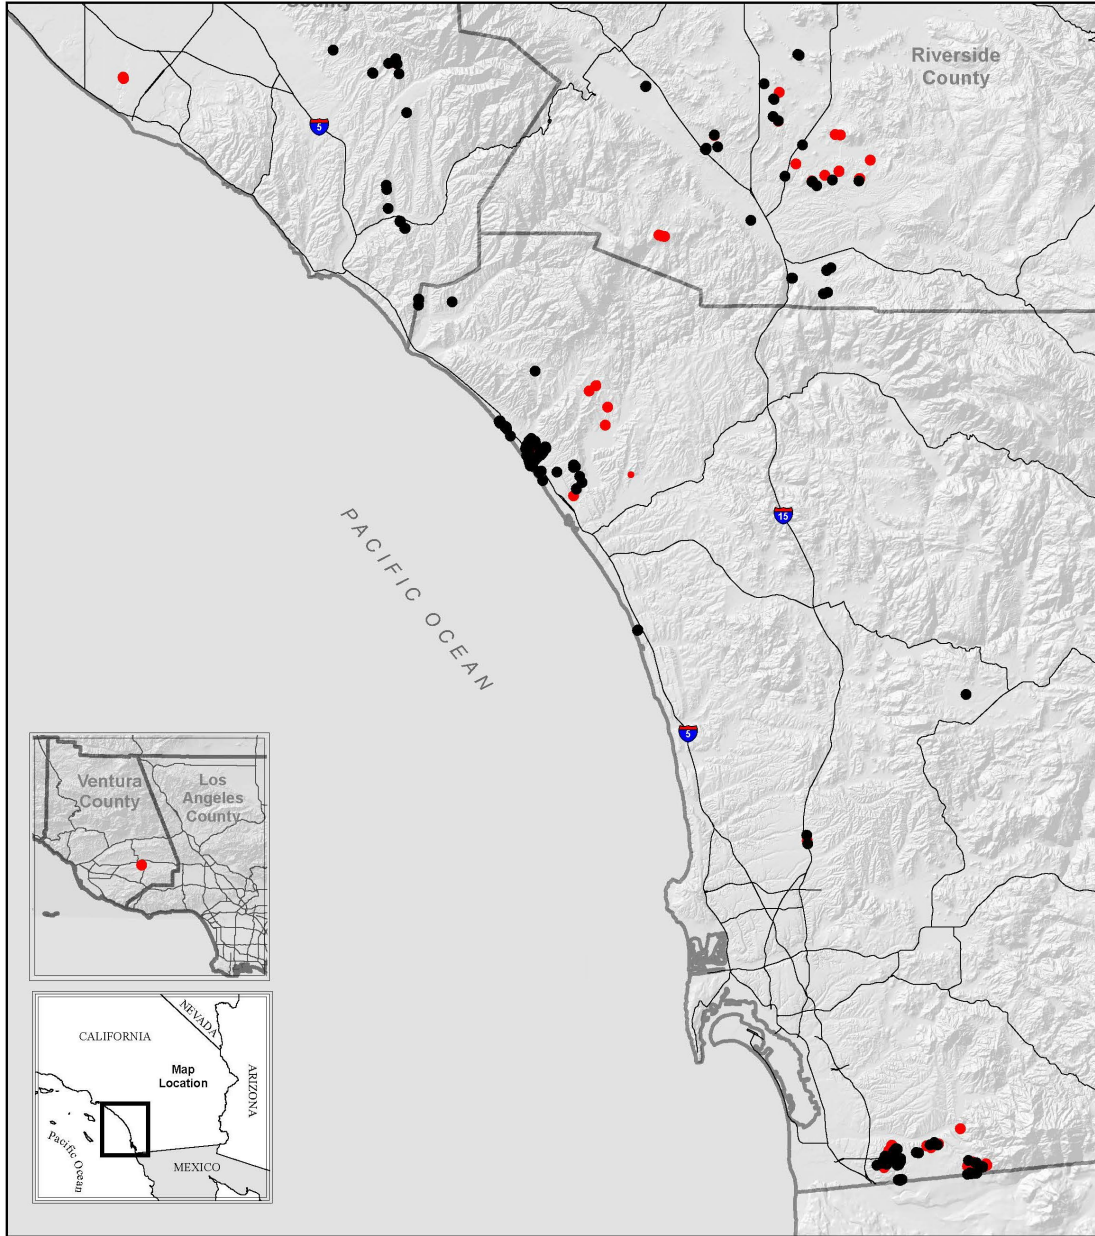 County
Riverside
County
5
15
PACIFIC OCEAN
5
Ventura
County
Los
Angeles
County
NEVADA
CALIFORNIA
Map
Location
ARIZONA
Pacific Ocean
MEXICO